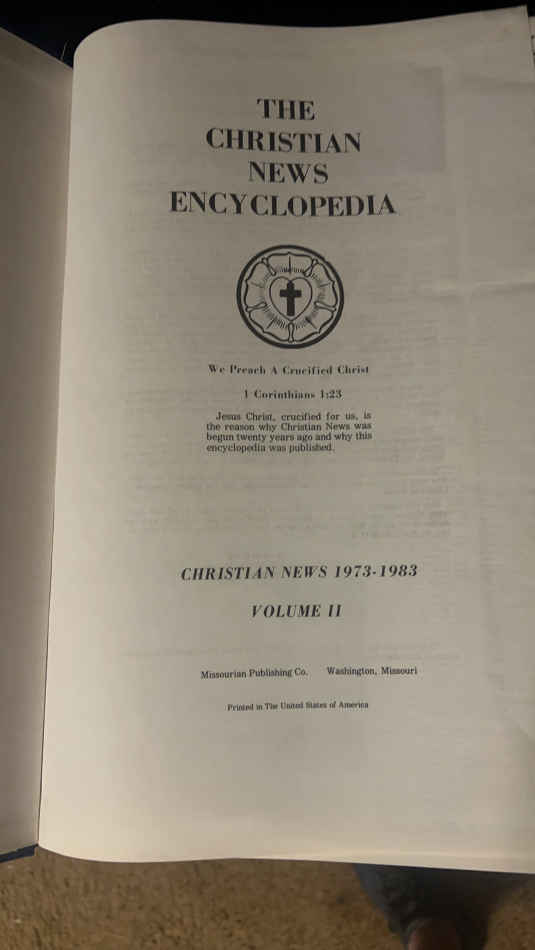 THE
CHRISTIAN
NEWS
ENCYCLOPEDIA
We Preach A Crucified Christ
1 Corinthians 1:23
Jesus Christ, crucified for us, is
the reason why Christian News was
begun twenty years ago and why this
encyclopedia was published.
CHRISTIAN NEWS 1973-1983
VOLUME II
Missourian Publishing Co. Washington, Missouri
Printed in The United States of America